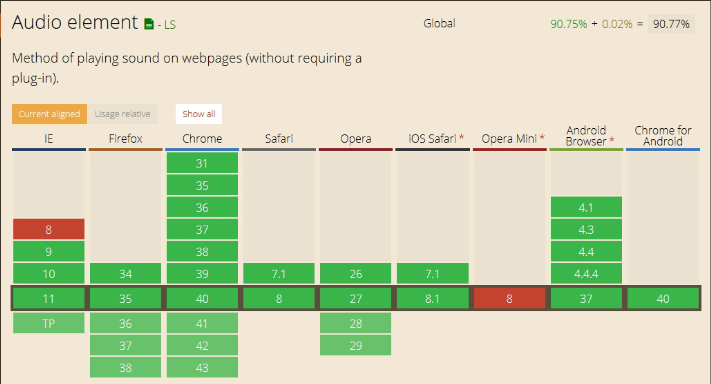 Audio element - LS Global 90.75% + 0.02% = 90.77%
Method of playing sound on webpages (without requiring a
plug-in).
Current aligned Usage relative Show all
IE Firefox Chrome Safari Opera iOS Safari * Opera Mini * Android Browser * Chrome for Android
31
35
36 4.1
8 37 4.3
9 38 4.4
10 34 39 7.1 26 7.1 4.4.4
11 35 40 8 27 8.1 8 37 40
TP 36 41 28
37 42 29
38 43